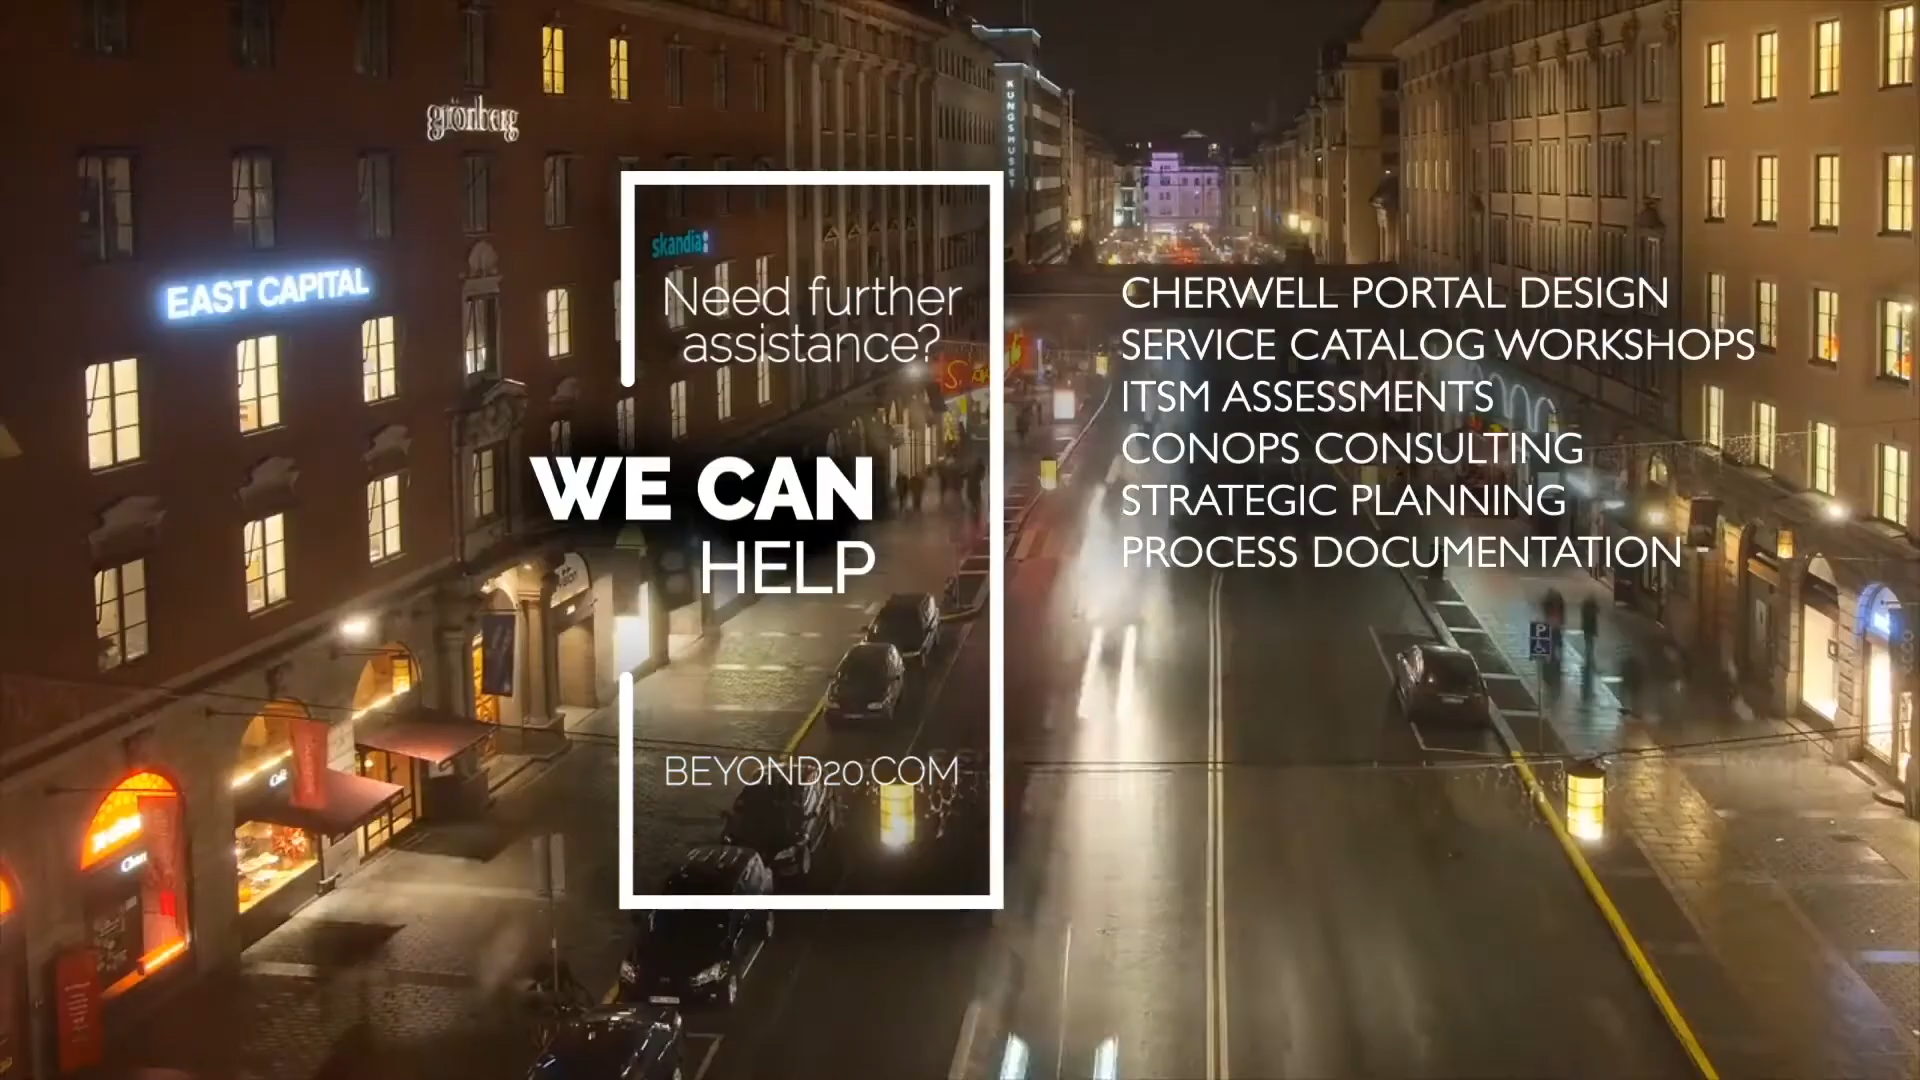 grönberg
KUNGSHUSET
skandia:
EAST CAPITAL
Need further
assistance?
WE CAN
HELP
BEYOND20.COM
CHERWELL PORTAL DESIGN
SERVICE CATALOG WORKSHOPS
ITSM ASSESSMENTS
CONOPS CONSULTING
STRATEGIC PLANNING
PROCESS DOCUMENTATION
P